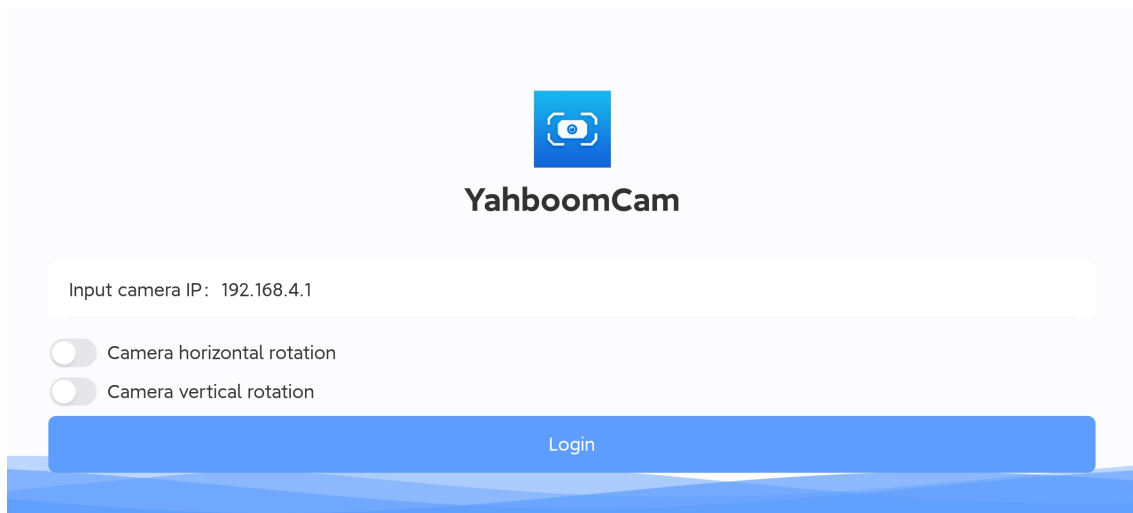 YahboomCam
Input camera IP： 192.168.4.1
Camera horizontal rotation
Camera vertical rotation
Login